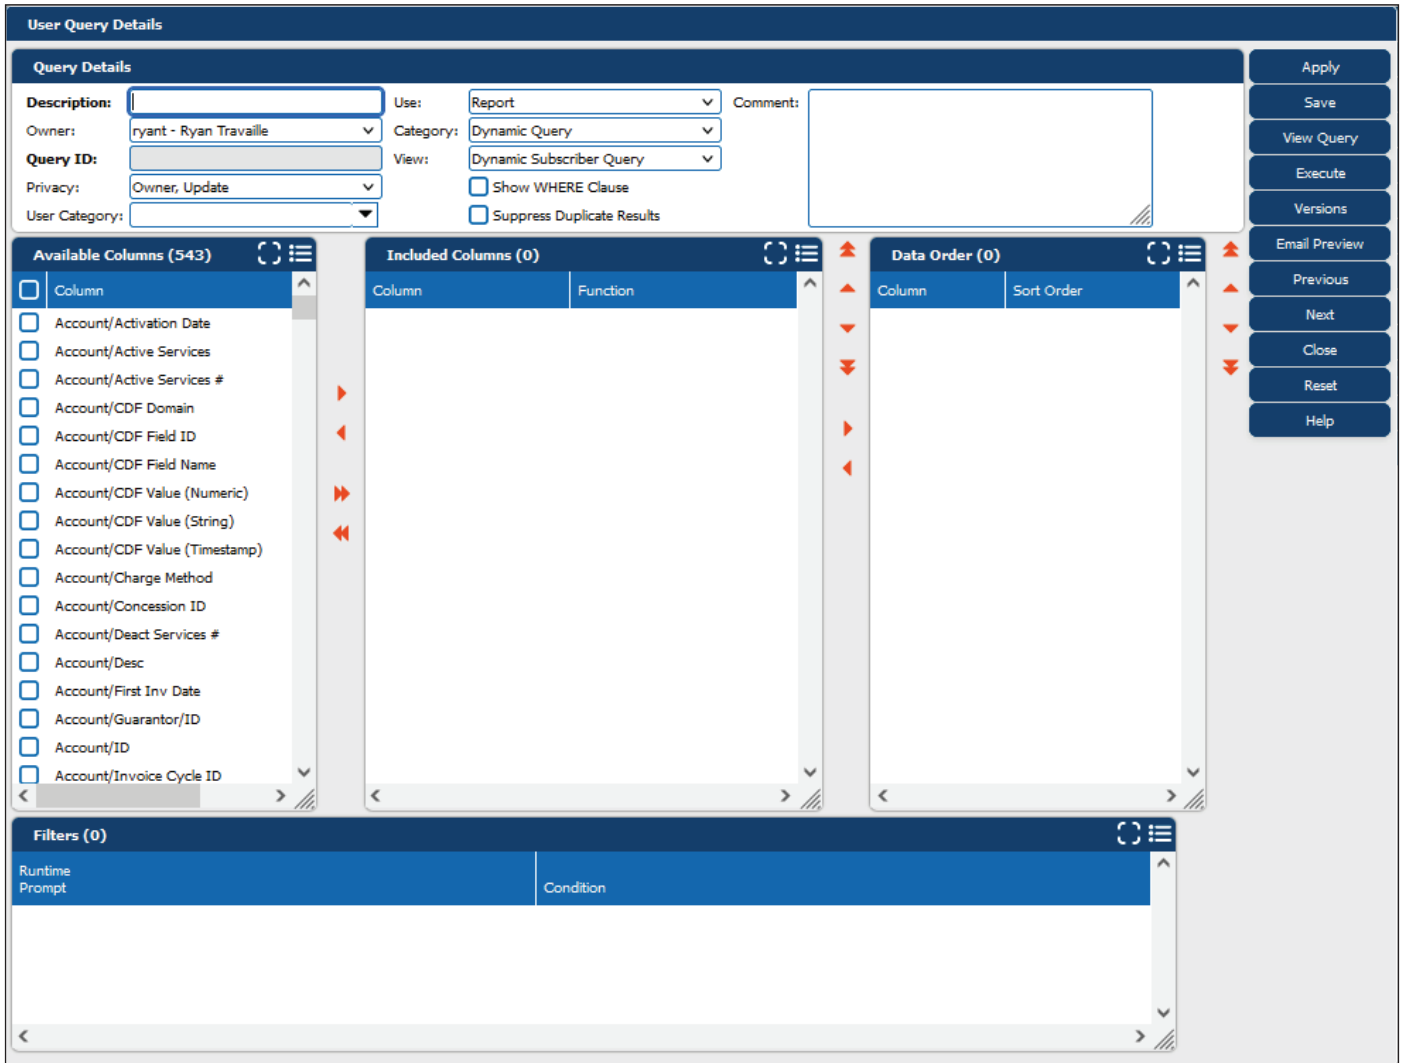 User Query Details
Query Details
Description:
Owner: ryant - Ryan Travaille
Query ID:
Privacy: Owner, Update
User Category:
Use: Report
Category: Dynamic Query
View: Dynamic Subscriber Query
Show WHERE Clause
Suppress Duplicate Results
Comment:
Apply
Save
View Query
Execute
Versions
Email Preview
Previous
Next
Close
Reset
Help
Available Columns (543)
Column
Account/Activation Date
Account/Active Services
Account/Active Services #
Account/CDF Domain
Account/CDF Field ID
Account/CDF Field Name
Account/CDF Value (Numeric)
Account/CDF Value (String)
Account/CDF Value (Timestamp)
Account/Charge Method
Account/Concession ID
Account/Deact Services #
Account/Desc
Account/First Inv Date
Account/Guarantor/ID
Account/ID
Account/Invoice Cycle ID
Included Columns (0)
Column Function
Data Order (0)
Column Sort Order
Filters (0)
Runtime
Prompt Condition